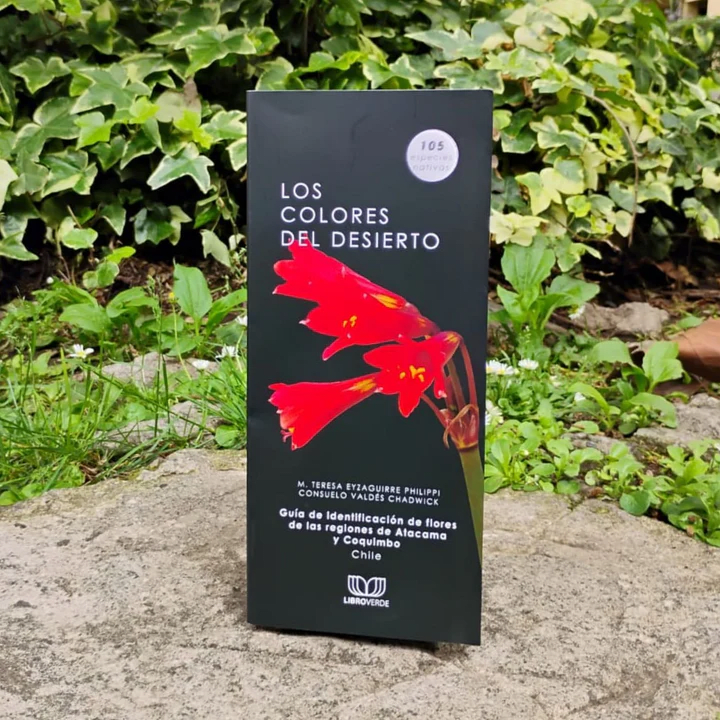 105
especies
nativas
LOS
COLORES
DEL DESIERTO
M. TERESA EYZAGUIRRE PHILIPPI
CONSUELO VALDÉS CHADWICK
Guía de identificación de flores
de las regiones de Atacama
y Coquimbo
Chile
LIBROVERDE